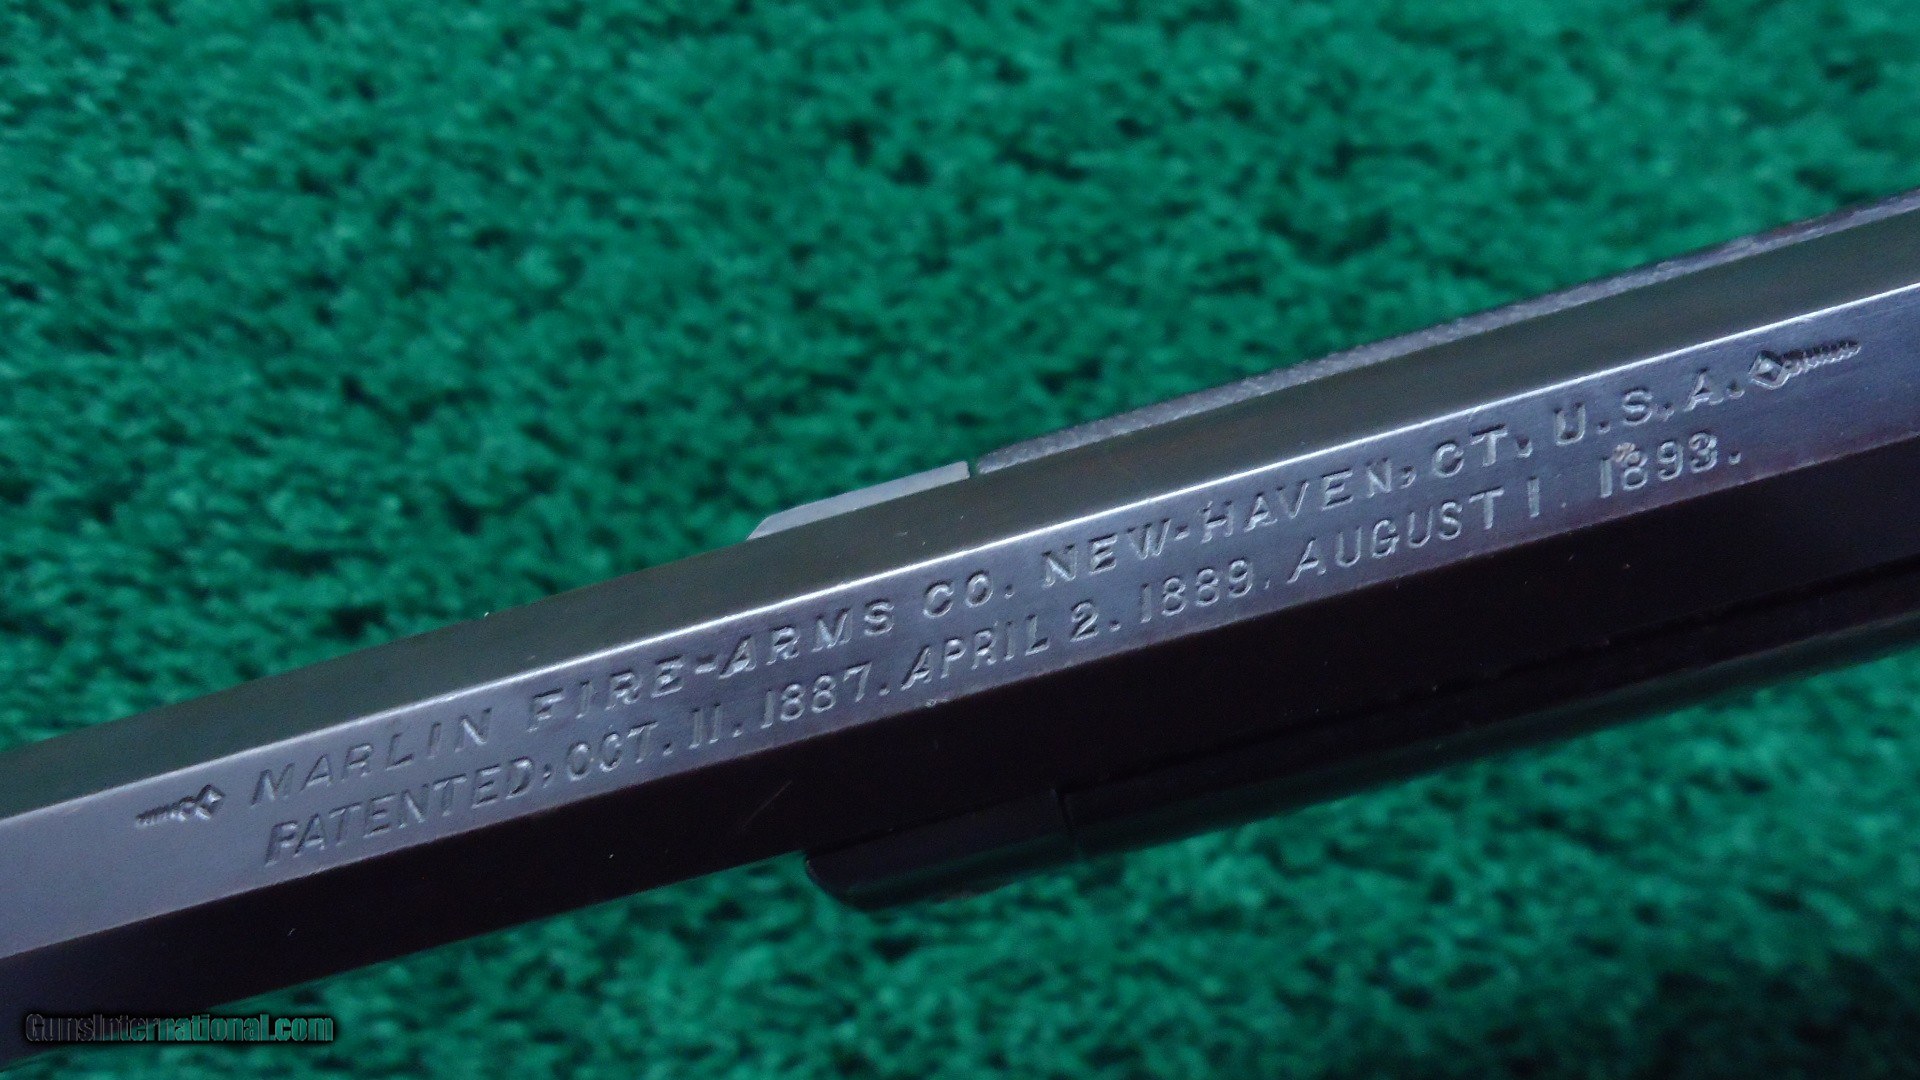 MARLIN FIRE-ARMS CO. NEW-HAVEN, CT. U.S.A.
PATENTED, OCT. 11. 1887. APRIL 2. 1889. AUGUST 1. 1893.
GunsInternational.com